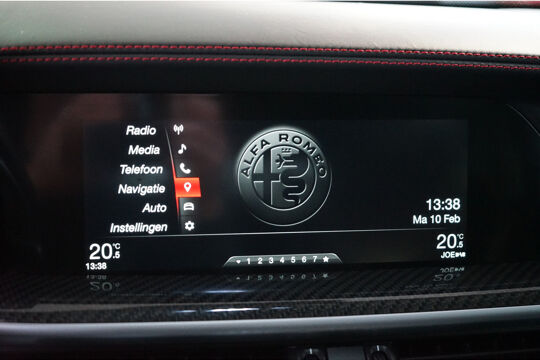 Radio
Media
Telefoon
Navigatie
Auto
Instellingen
ALFA ROMEO
13:38
Ma 10 Feb
20.5°C
13:38
1 2 3 4 5 6 7
20.5°C